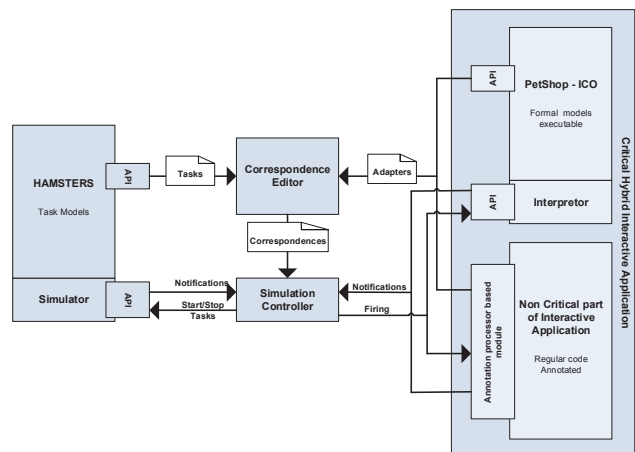 HAMSTERS
Task Models
API
Simulator
API
Tasks
Correspondence
Editor
Adapters
Correspondences
Notifications
Start/Stop
Tasks
Simulation
Controller
Notifications
Firing
API
PetShop - ICO
Formal models
executable
API
Interpretor
Annotation processor based
module
Non Critical part
of Interactive
Application
Regular code
Annotated
Critical Hybrid Interactive Application